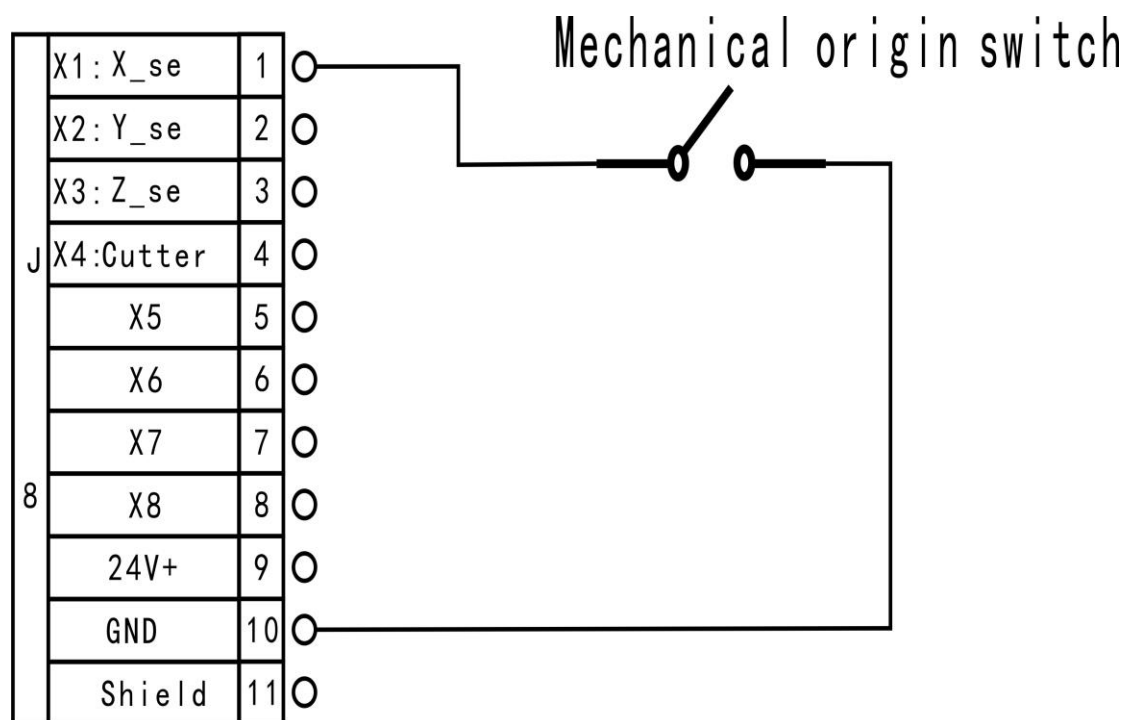 Mechanical origin switch
X1: X_se 1
X2: Y_se 2
X3: Z_se 3
J
X4:Cutter 4
X5 5
X6 6
X7 7
8
X8 8
24V+ 9
GND 10
Shield 11